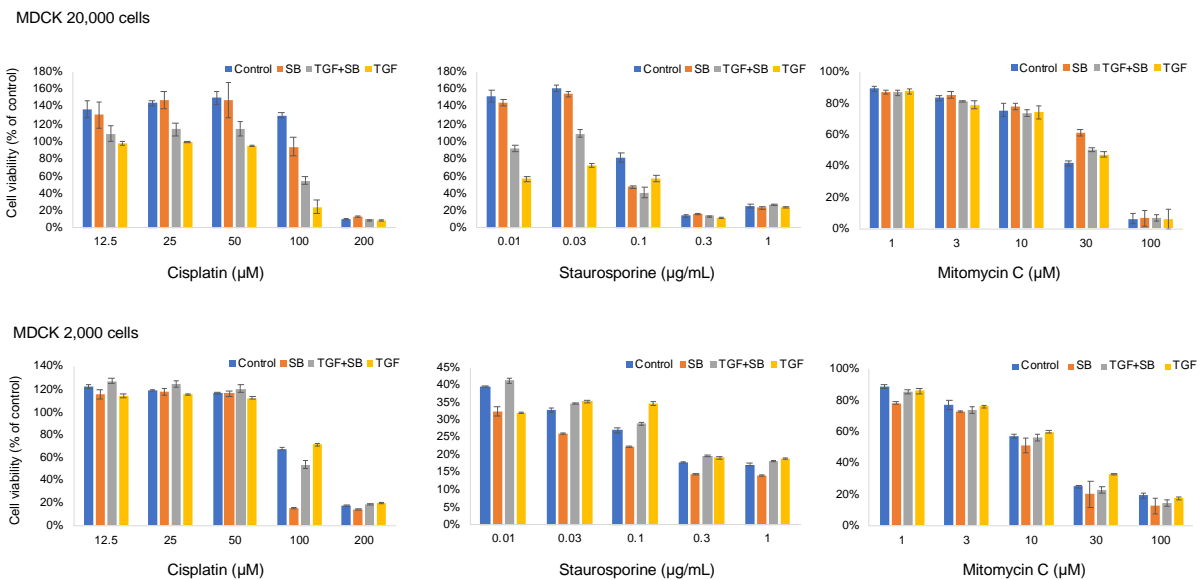 MDCK 20,000 cells
Cell viability (% of control)
180%
160%
140%
120%
100%
80%
60%
40%
20%
0%
Control SB TGF+SB TGF
12.5 25 50 100 200
Cisplatin (µM)
180%
160%
140%
120%
100%
80%
60%
40%
20%
0%
Control SB TGF+SB TGF
0.01 0.03 0.1 0.3 1
Staurosporine (µg/mL)
100%
80%
60%
40%
20%
0%
Control SB TGF+SB TGF
1 3 10 30 100
Mitomycin C (µM)
MDCK 2,000 cells
Cell viability (% of control)
140%
120%
100%
80%
60%
40%
20%
0%
Control SB TGF+SB TGF
12.5 25 50 100 200
Cisplatin (µM)
45%
40%
35%
30%
25%
20%
15%
10%
5%
0%
Control SB TGF+SB TGF
0.01 0.03 0.1 0.3 1
Staurosporine (µg/mL)
100%
80%
60%
40%
20%
0%
Control SB TGF+SB TGF
1 3 10 30 100
Mitomycin C (µM)